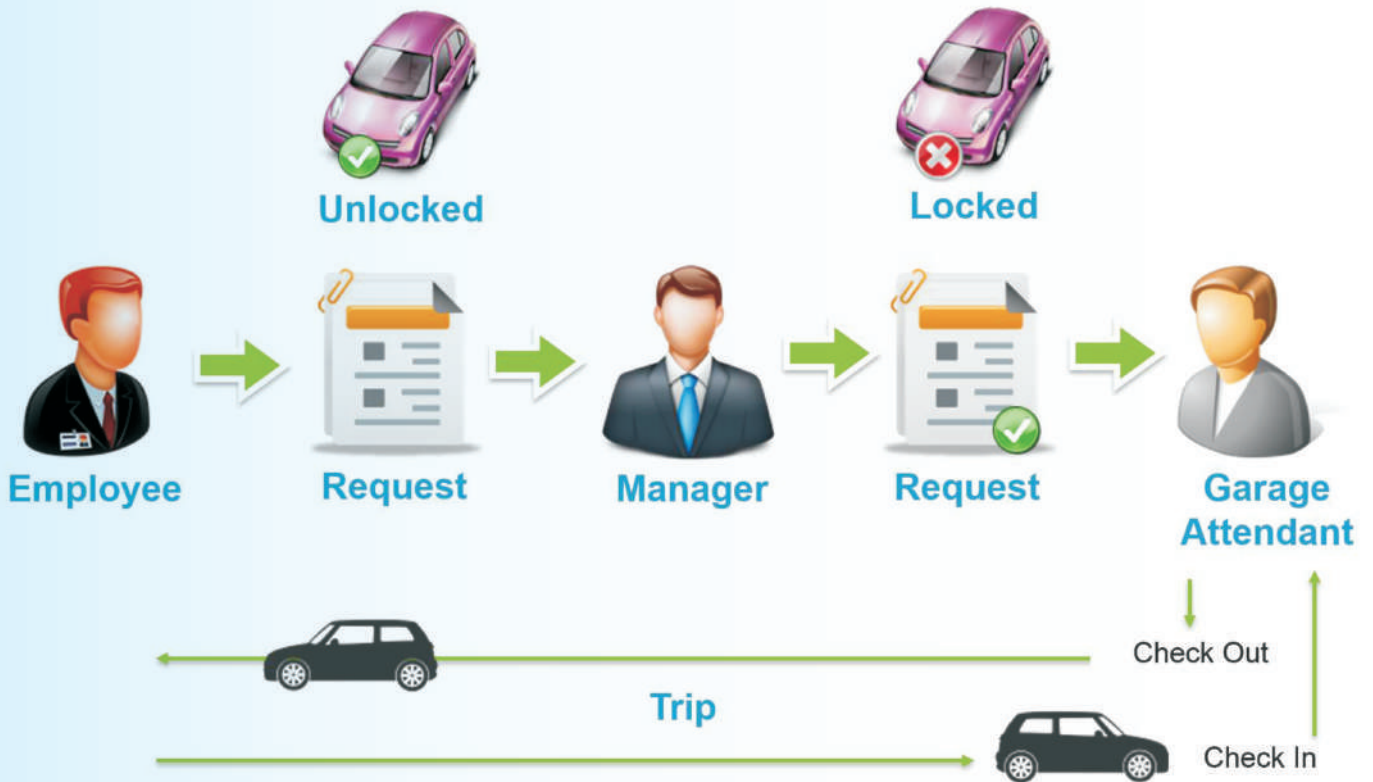 Unlocked
Locked
Employee
Request
Manager
Request
Garage
Attendant
Check Out
Trip
Check In